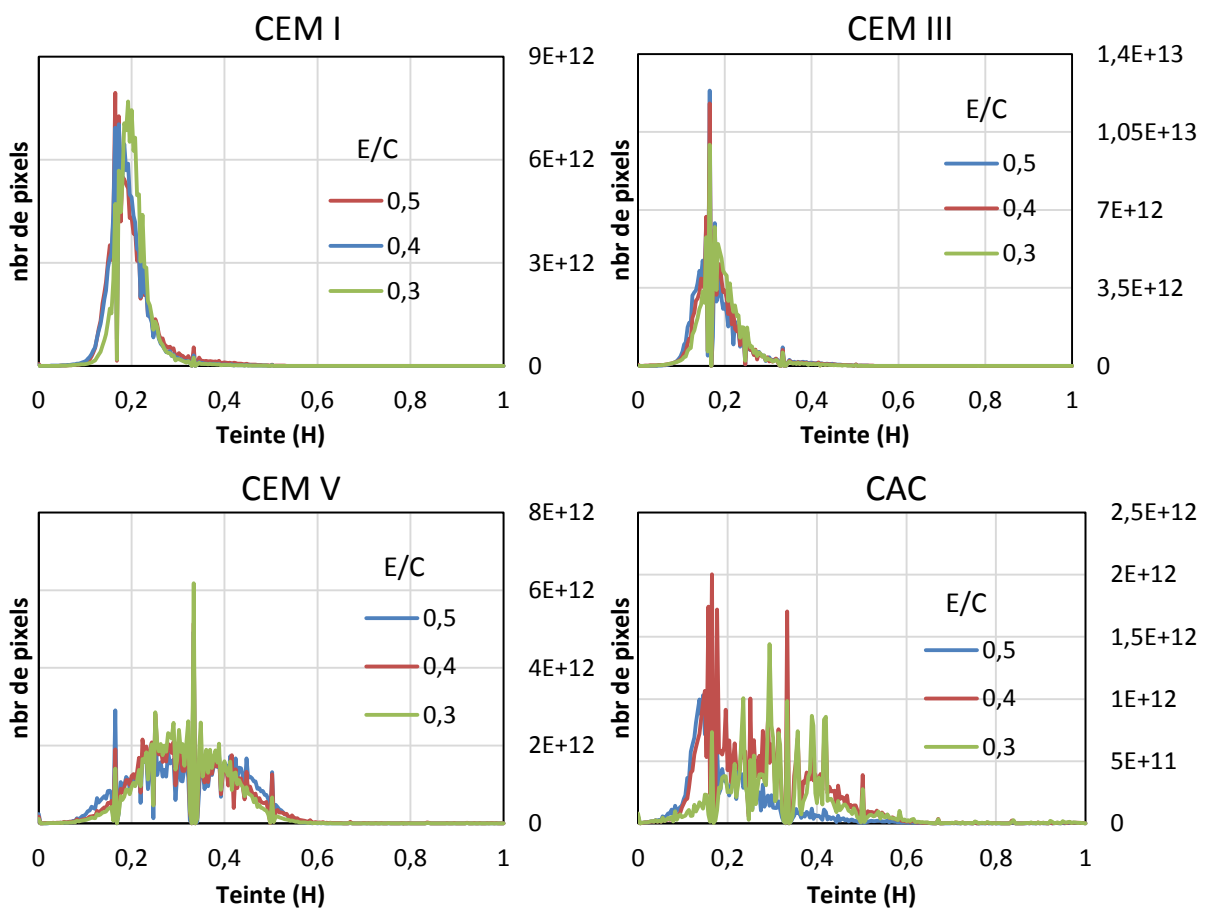 CEM I
9E+12
6E+12
3E+12
0
nbr de pixels
E/C
0,5
0,4
0,3
0 0,2 0,4 0,6 0,8 1
Teinte (H)
CEM III
1,4E+13
1,05E+13
7E+12
3,5E+12
0
nbr de pixels
E/C
0,5
0,4
0,3
0 0,2 0,4 0,6 0,8 1
Teinte (H)
CEM V
8E+12
6E+12
4E+12
2E+12
0
nbr de pixels
E/C
0,5
0,4
0,3
0 0,2 0,4 0,6 0,8 1
Teinte (H)
CAC
2,5E+12
2E+12
1,5E+12
1E+12
5E+11
0
nbr de pixels
E/C
0,5
0,4
0,3
0 0,2 0,4 0,6 0,8 1
Teinte (H)